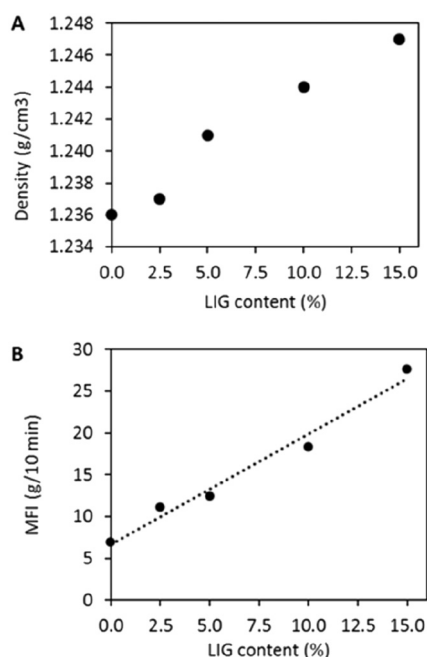 A
1.248
1.246
1.244
1.242
1.240
1.238
1.236
1.234
Density (g/cm3)
0.0 2.5 5.0 7.5 10.0 12.5 15.0
LIG content (%)
B
30
25
20
15
10
5
0
MFI (g/10 min)
0.0 2.5 5.0 7.5 10.0 12.5 15.0
LIG content (%)